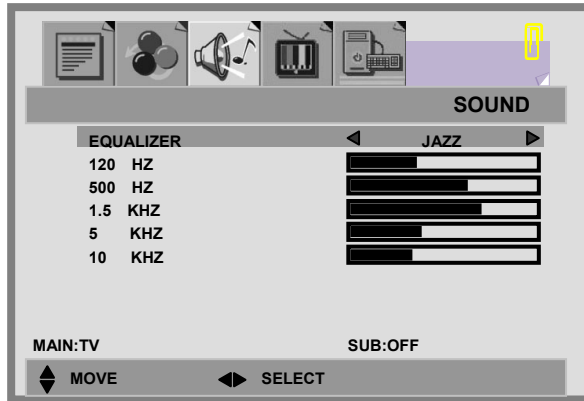 SOUND
EQUALIZER JAZZ
120 HZ
500 HZ
1.5 KHZ
5 KHZ
10 KHZ
MAIN:TV SUB:OFF
MOVE SELECT